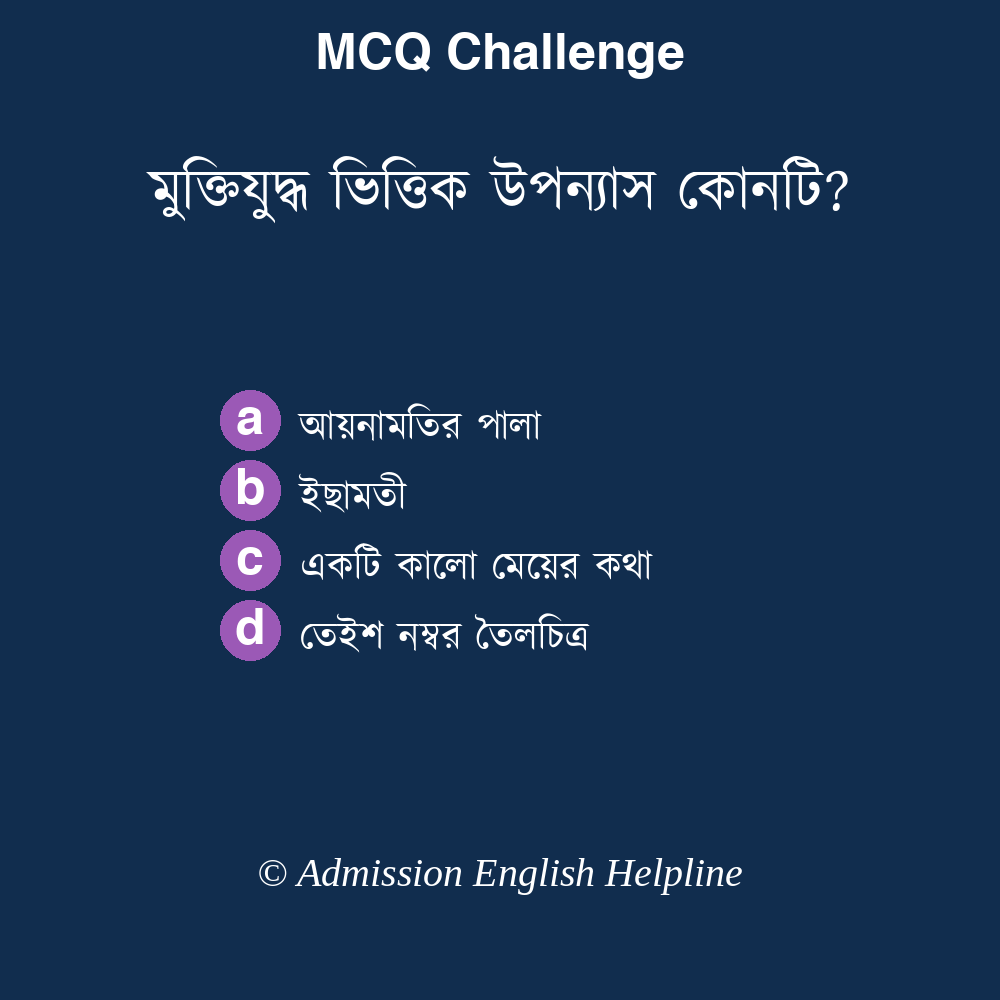 MCQ Challenge
মুক্তিযুদ্ধ ভিত্তিক উপন্যাস কোনটি?
a আয়নামতির পালা
b ইছামতী
c একটি কালো মেয়ের কথা
d তেইশ নম্বর তৈলচিত্র
© Admission English Helpline